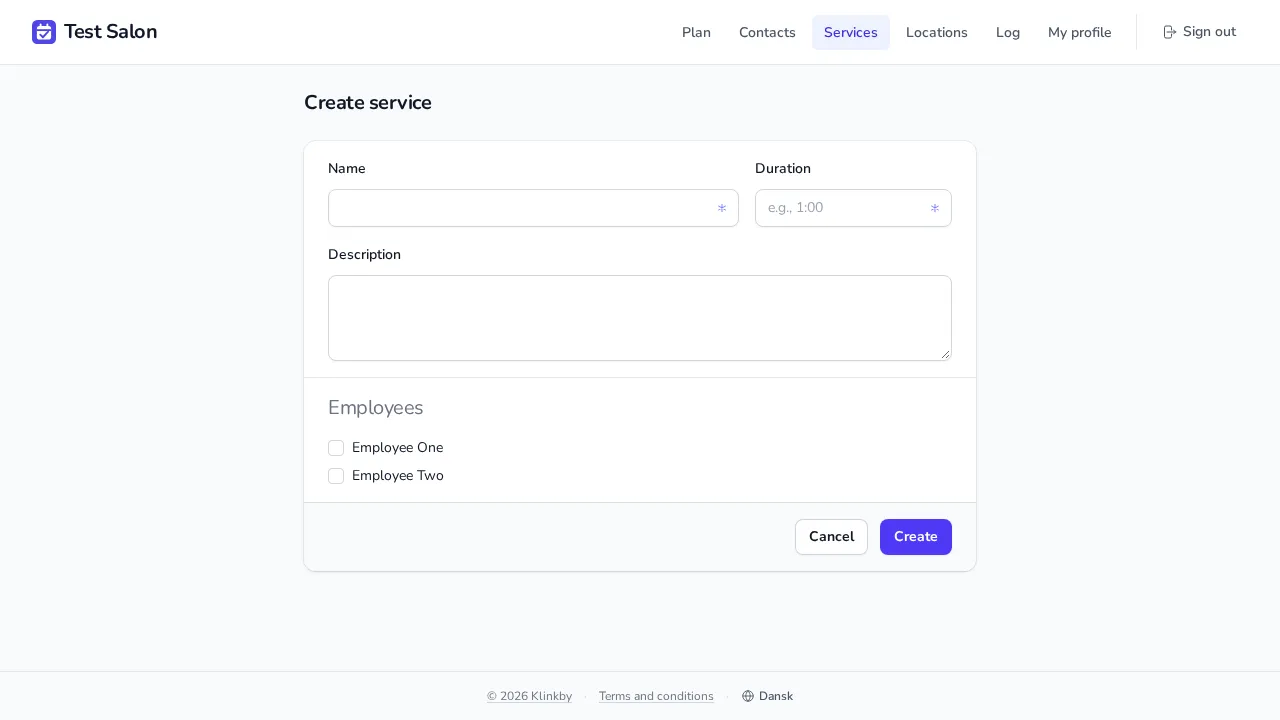 Test Salon
Plan Contacts Services Locations Log My profile Sign out
Create service
Name Duration
* e.g., 1:00 *
Description
Employees
Employee One
Employee Two
Cancel Create
© 2026 Klinkby · Terms and conditions · Dansk